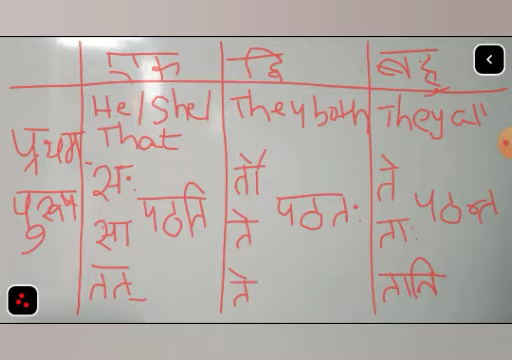 एक द्वि बहु
He/She/ They both They all
प्रथम That
सः तौ ते
पुरुष पठति पठतः पठन्ति
सा ते ताः
तत् ते तानि